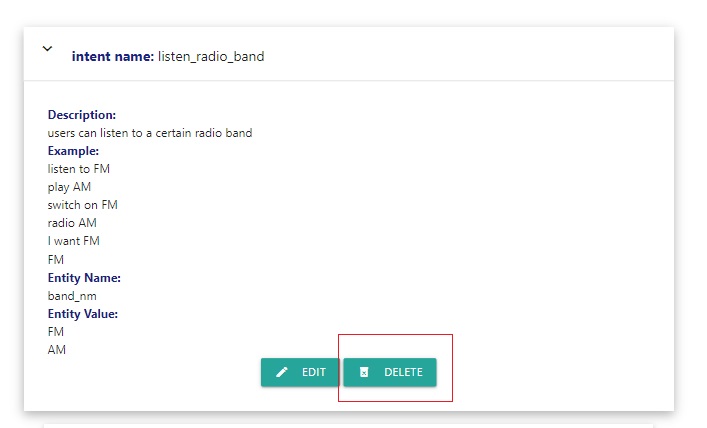 intent name: listen_radio_band
Description:
users can listen to a certain radio band
Example:
listen to FM
play AM
switch on FM
radio AM
I want FM
FM
Entity Name:
band_nm
Entity Value:
FM
AM
EDIT DELETE